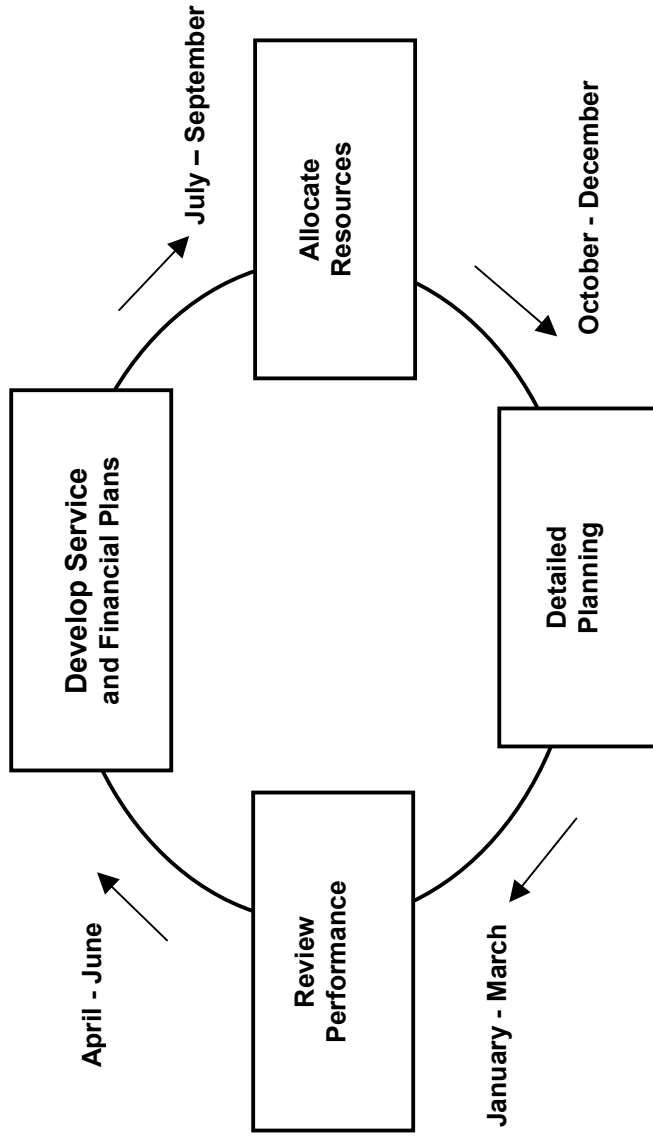 April - June
Develop Service
and Financial Plans
July – September
Review
Performance
Allocate
Resources
January - March
Detailed
Planning
October - December